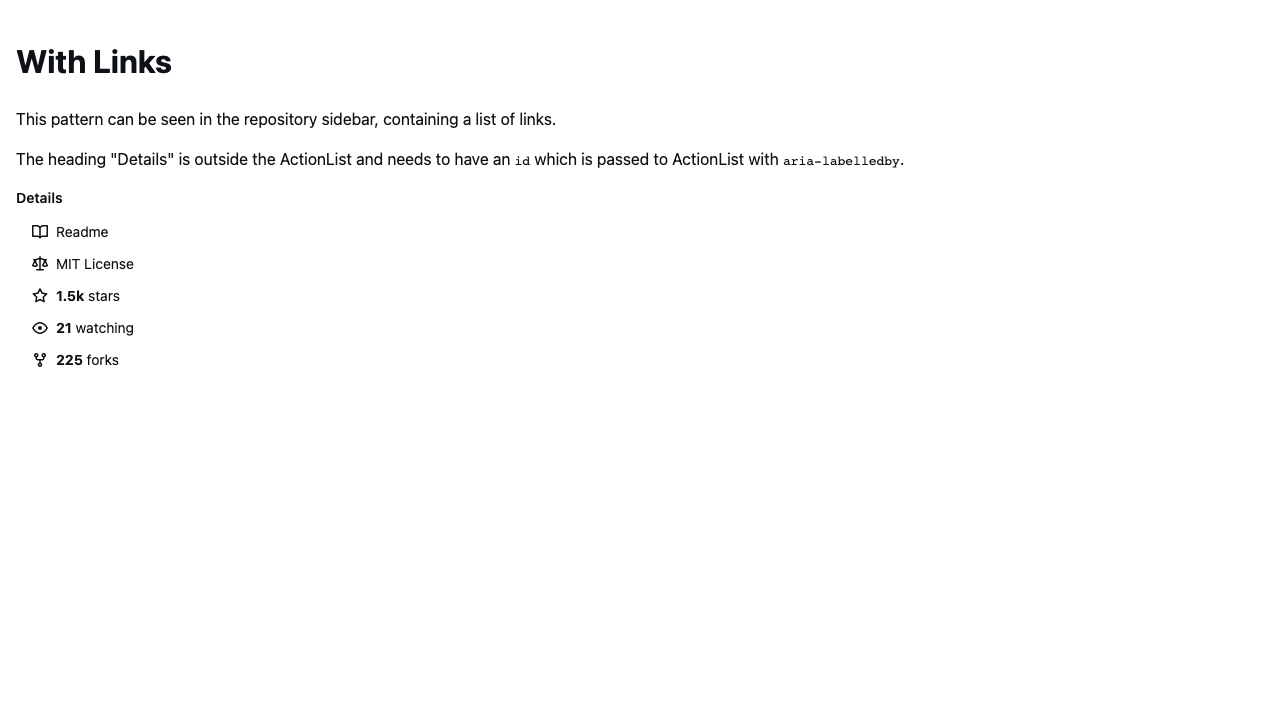 With Links
This pattern can be seen in the repository sidebar, containing a list of links.
The heading "Details" is outside the ActionList and needs to have an id which is passed to ActionList with aria-labelledby.
Details
Readme
MIT License
1.5k stars
21 watching
225 forks